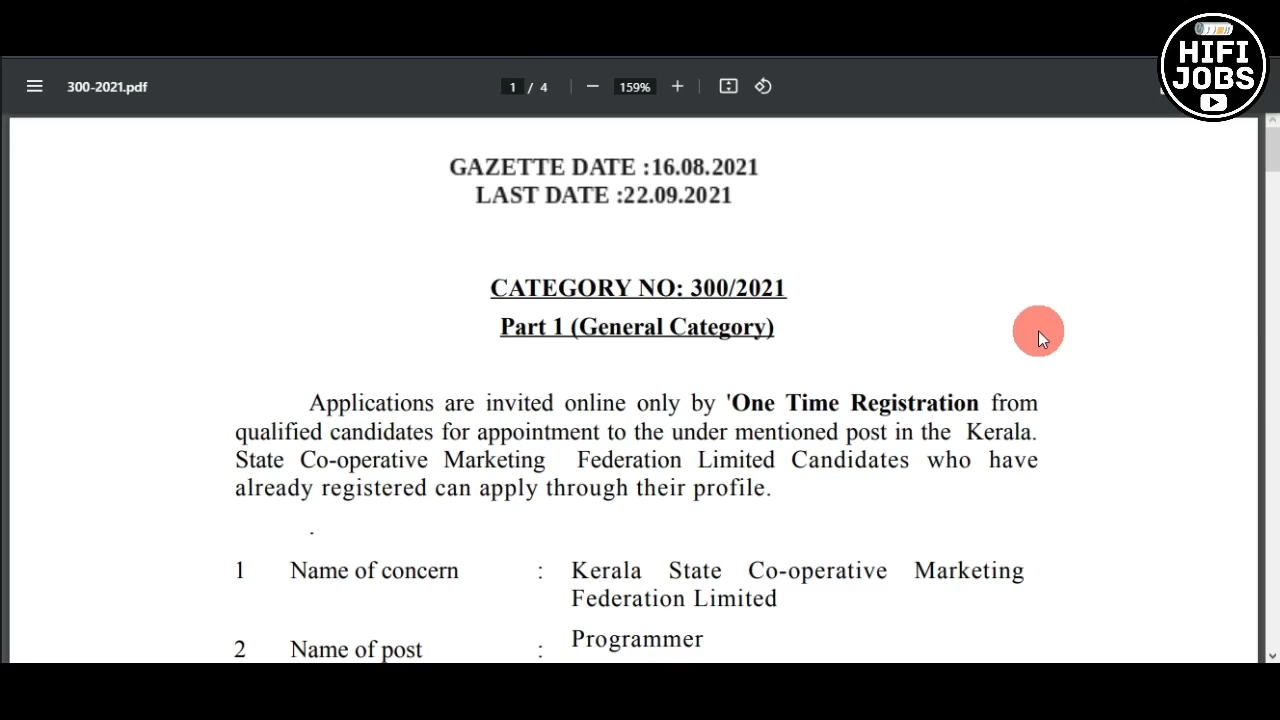 300-2021.pdf
1 / 4
159%
HIFI
JOBS
GAZETTE DATE :16.08.2021
LAST DATE :22.09.2021
CATEGORY NO: 300/2021
Part 1 (General Category)
Applications are invited online only by 'One Time Registration from
qualified candidates for appointment to the under mentioned post in the Kerala.
State Co-operative Marketing Federation Limited Candidates who have
already registered can apply through their profile.
.
1 Name of concern : Kerala State Co-operative Marketing
Federation Limited
2 Name of post : Programmer